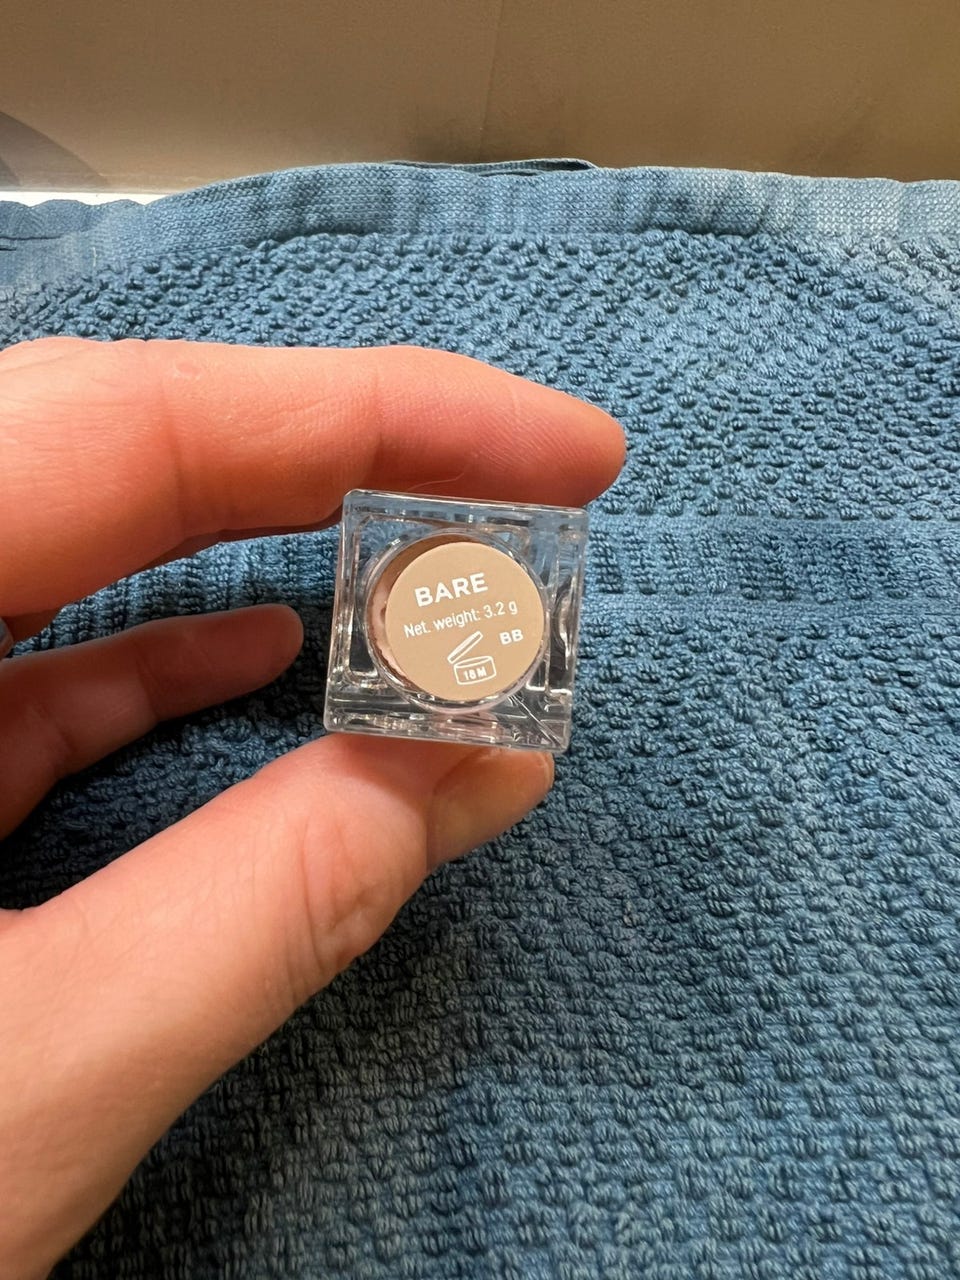 BARE
Net. weight: 3.2 g
BB
18M